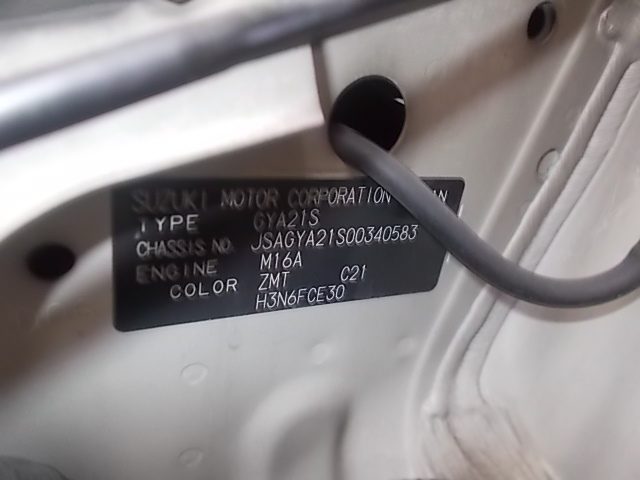 SUZUKI MOTOR CORPORATION
TYPE GYA21S
CHASSIS NO. JSAGYA21S00340583
ENGINE M16A
COLOR ZMT C21
H3N6FCE30